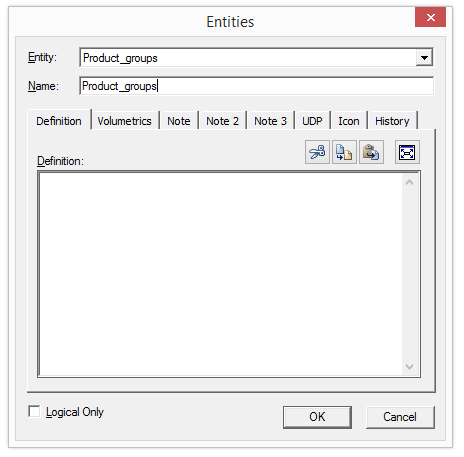 Entities
Entity: Product_groups
Name: Product_groups
Definition Volumetrics Note Note 2 Note 3 UDP Icon History
Definition:
Logical Only OK Cancel